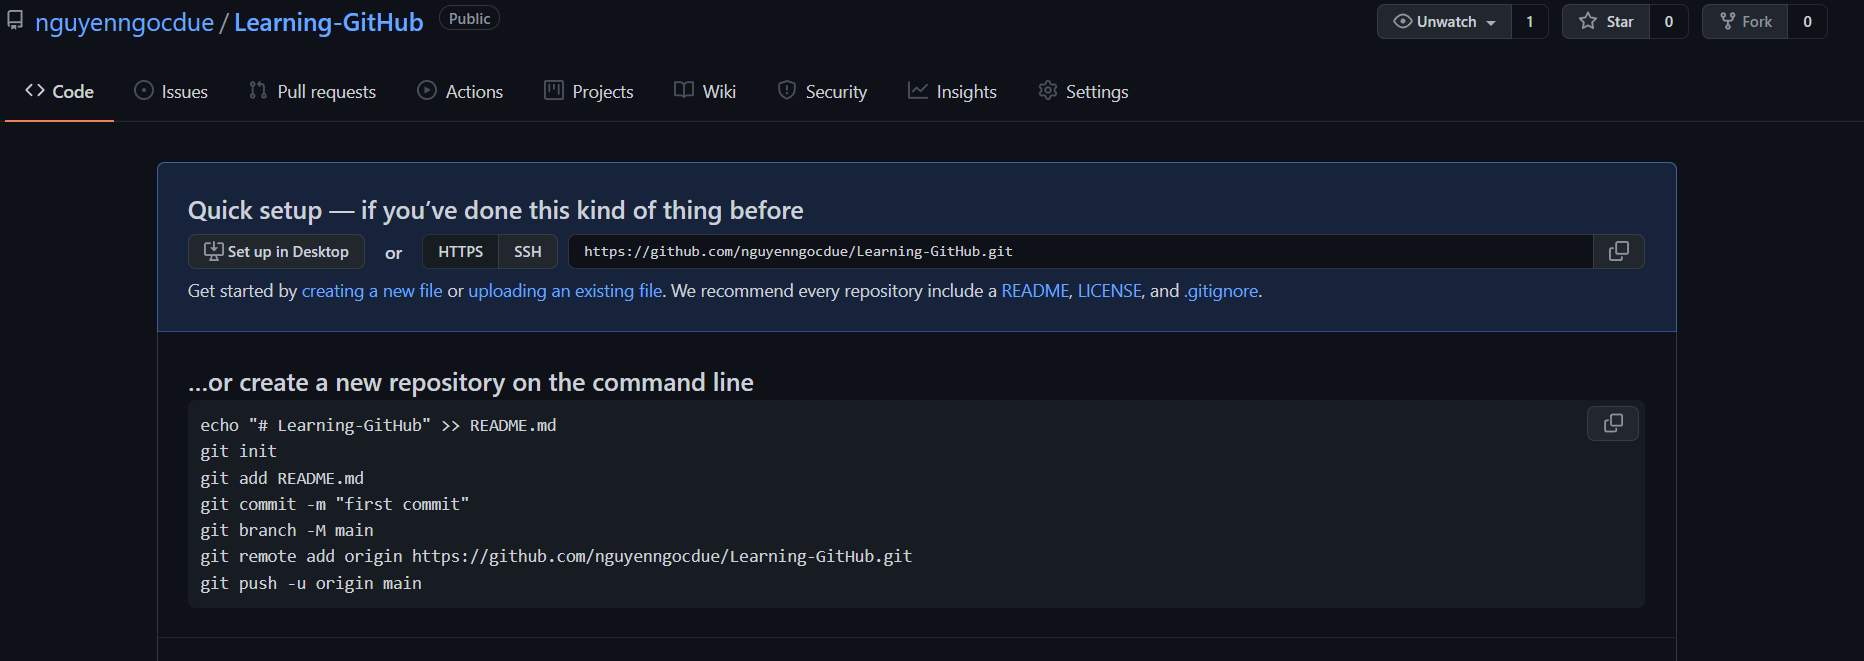 nguyenngocdue / Learning-GitHub Public
Unwatch 1 Star 0 Fork 0
Code Issues Pull requests Actions Projects Wiki Security Insights Settings
Quick setup — if you’ve done this kind of thing before
Set up in Desktop or HTTPS SSH https://github.com/nguyenngocdue/Learning-GitHub.git
Get started by creating a new file or uploading an existing file. We recommend every repository include a README, LICENSE, and .gitignore.
…or create a new repository on the command line
echo "# Learning-GitHub" >> README.md
git init
git add README.md
git commit -m "first commit"
git branch -M main
git remote add origin https://github.com/nguyenngocdue/Learning-GitHub.git
git push -u origin main